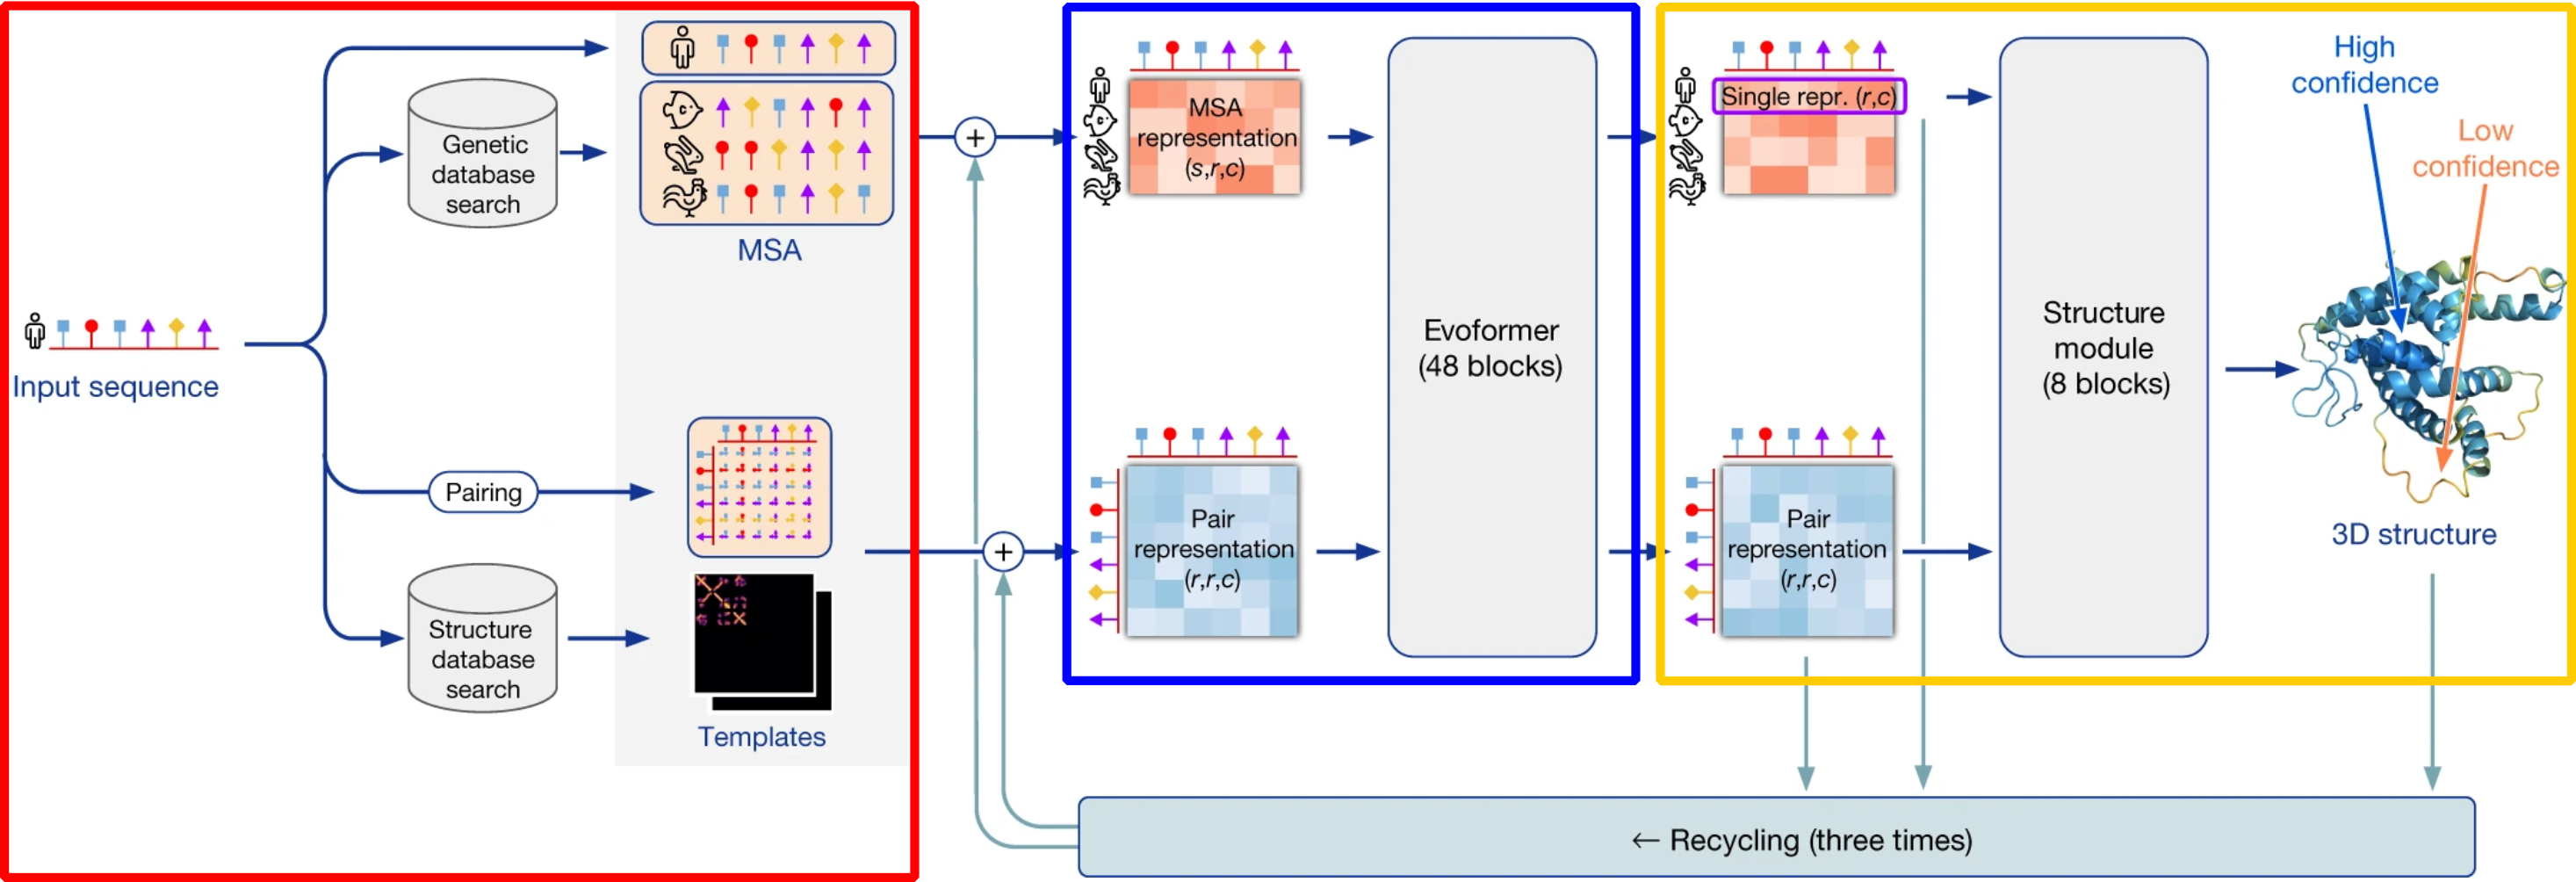 Input sequence
Genetic
database
search
MSA
Pairing
Structure
database
search
Templates
+
+
MSA
representation
(s,r,c)
Pair
representation
(r,r,c)
Evoformer
(48 blocks)
Single repr. (r,c)
Pair
representation
(r,r,c)
Structure
module
(8 blocks)
High
confidence
Low
confidence
3D structure
← Recycling (three times)